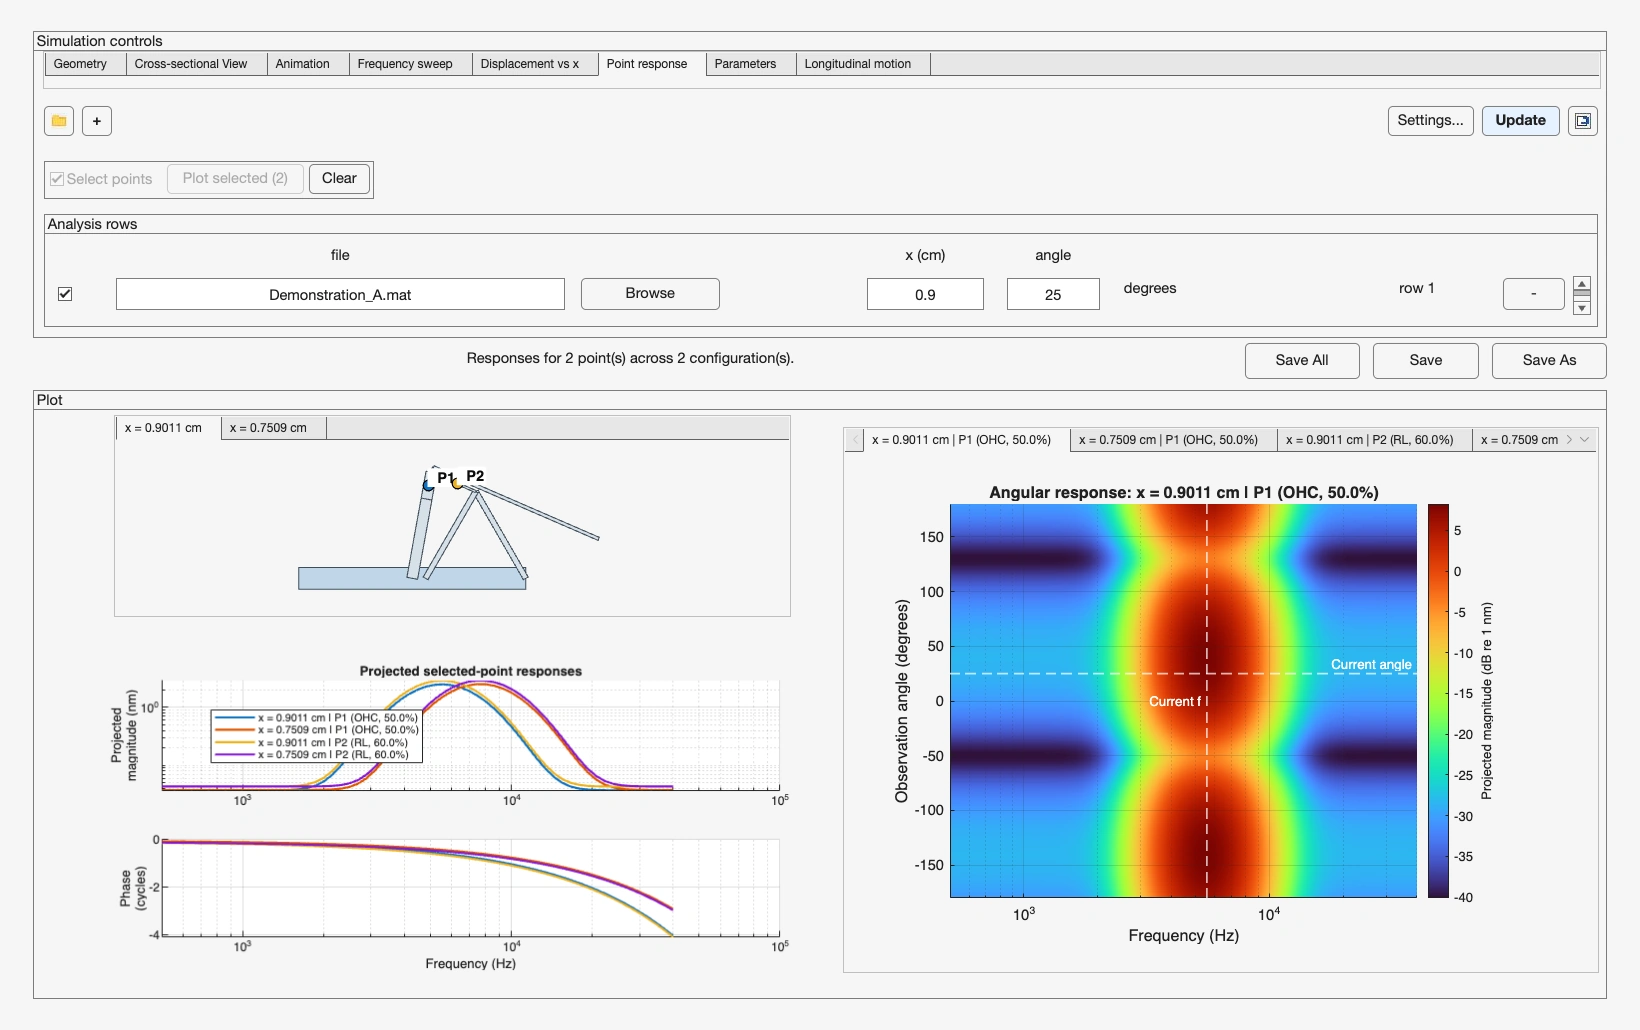 Simulation controls
Geometry Cross-sectional View Animation Frequency sweep Displacement vs x Point response Parameters Longitudinal motion
+ Settings... Update
Select points Plot selected (2) Clear
Analysis rows
file x (cm) angle
Demonstration_A.mat Browse 0.9 25 degrees row 1 -
Responses for 2 point(s) across 2 configuration(s). Save All Save Save As
Plot
x = 0.9011 cm x = 0.7509 cm
P1 P2
Projected selected-point responses
Projected
magnitude (nm)
10⁰
x = 0.9011 cm | P1 (OHC, 50.0%)
x = 0.7509 cm | P1 (OHC, 50.0%)
x = 0.9011 cm | P2 (RL, 60.0%)
x = 0.7509 cm | P2 (RL, 60.0%)
10³ 10⁴ 10⁵
Phase
(cycles)
0
-2
-4
10³ 10⁴ 10⁵
Frequency (Hz)
x = 0.9011 cm | P1 (OHC, 50.0%) x = 0.7509 cm | P1 (OHC, 50.0%) x = 0.9011 cm | P2 (RL, 60.0%) x = 0.7509 cm
Angular response: x = 0.9011 cm | P1 (OHC, 50.0%)
Observation angle (degrees)
150
100
50
0
-50
-100
-150
Current angle
Current f
10³ 10⁴
Frequency (Hz)
5
0
-5
-10
-15
-20
-25
-30
-35
-40
Projected magnitude (dB re 1 nm)